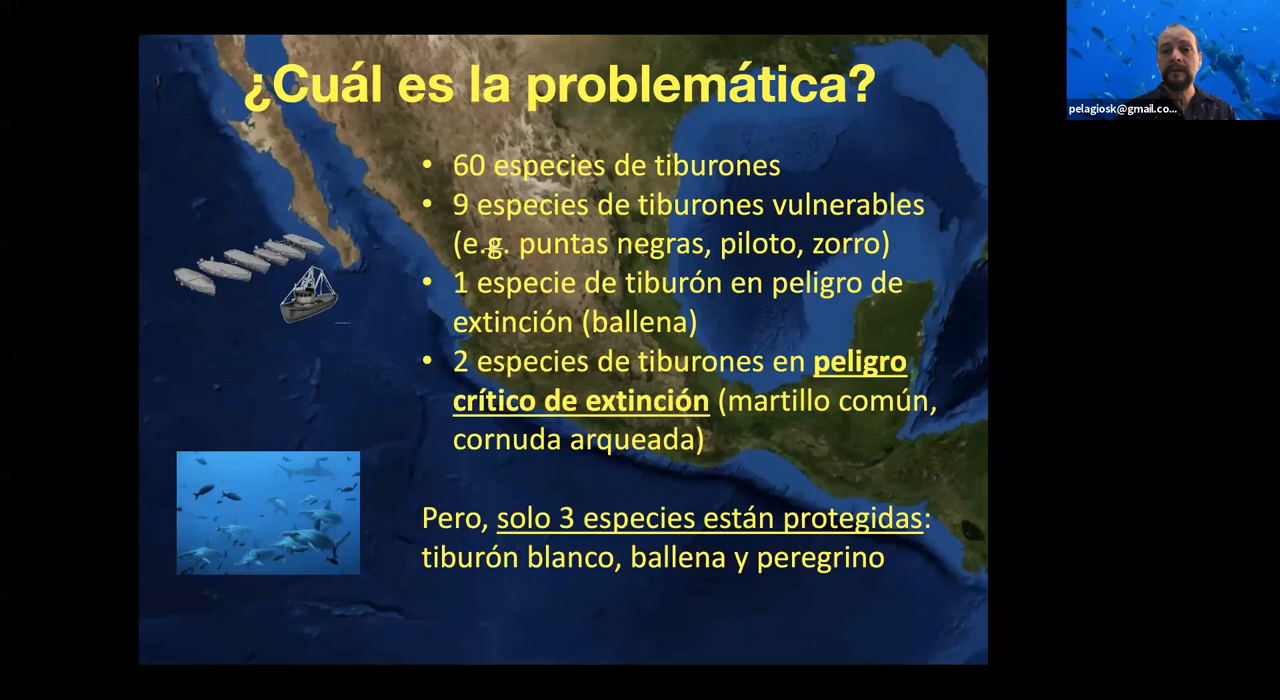 ¿Cuál es la problemática?
• 60 especies de tiburones
• 9 especies de tiburones vulnerables
(e.g. puntas negras, piloto, zorro)
• 1 especie de tiburón en peligro de
extinción (ballena)
• 2 especies de tiburones en peligro
crítico de extinción (martillo común,
cornuda arqueada)
Pero, solo 3 especies están protegidas:
tiburón blanco, ballena y peregrino
pelagiosk@gmail.co...